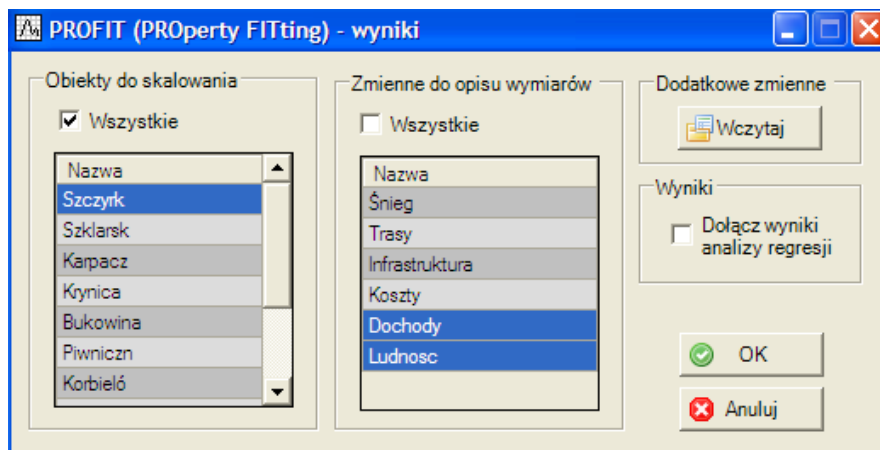 PROFIT (PROperty FITting) - wyniki
Obiekty do skalowania
Wszystkie
Nazwa
Szczyrk
Szklarsk
Karpacz
Krynica
Bukowina
Piwniczn
Korbieló
Zmienne do opisu wymiarów
Wszystkie
Nazwa
Śnieg
Trasy
Infrastruktura
Koszty
Dochody
Ludnosc
Dodatkowe zmienne
Wczytaj
Wyniki
Dołącz wyniki
analizy regresji
OK
Anuluj